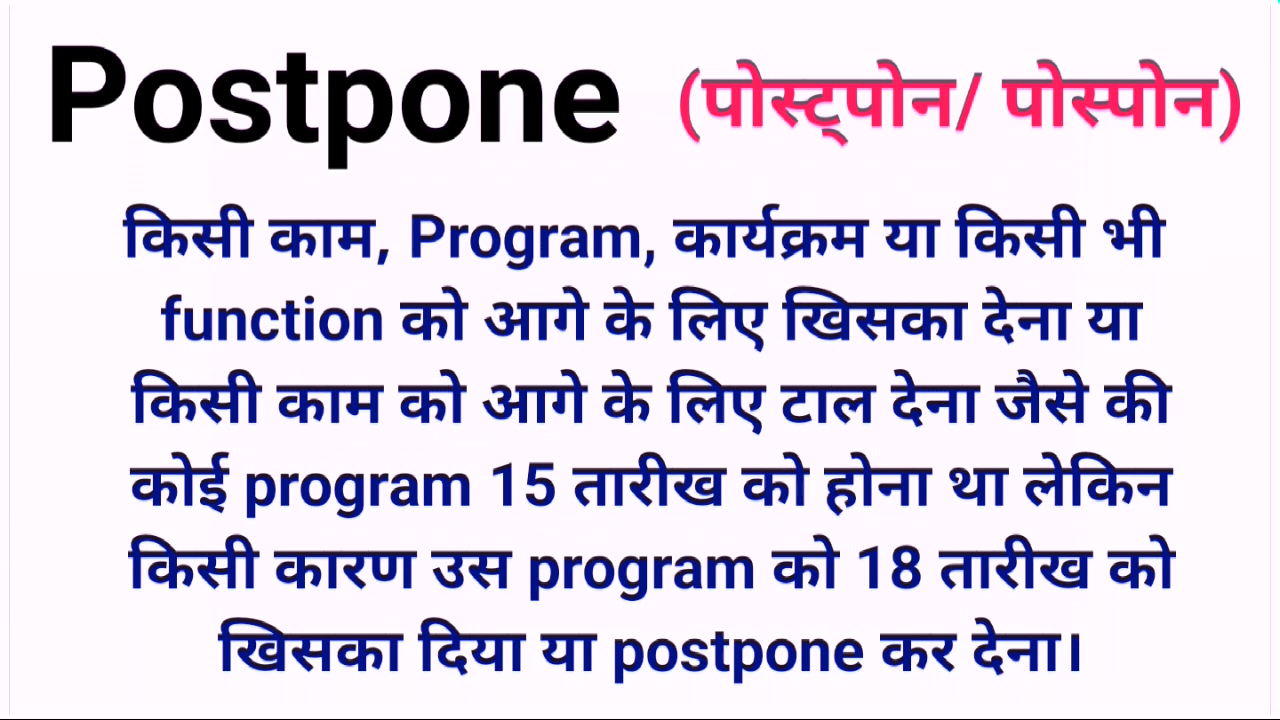 Postpone (पोस्ट्पोन/ पोस्पोन)
किसी काम, Program, कार्यक्रम या किसी भी
function को आगे के लिए खिसका देना या
किसी काम को आगे के लिए टाल देना जैसे की
कोई program 15 तारीख को होना था लेकिन
किसी कारण उस program को 18 तारीख को
खिसका दिया या postpone कर देना।